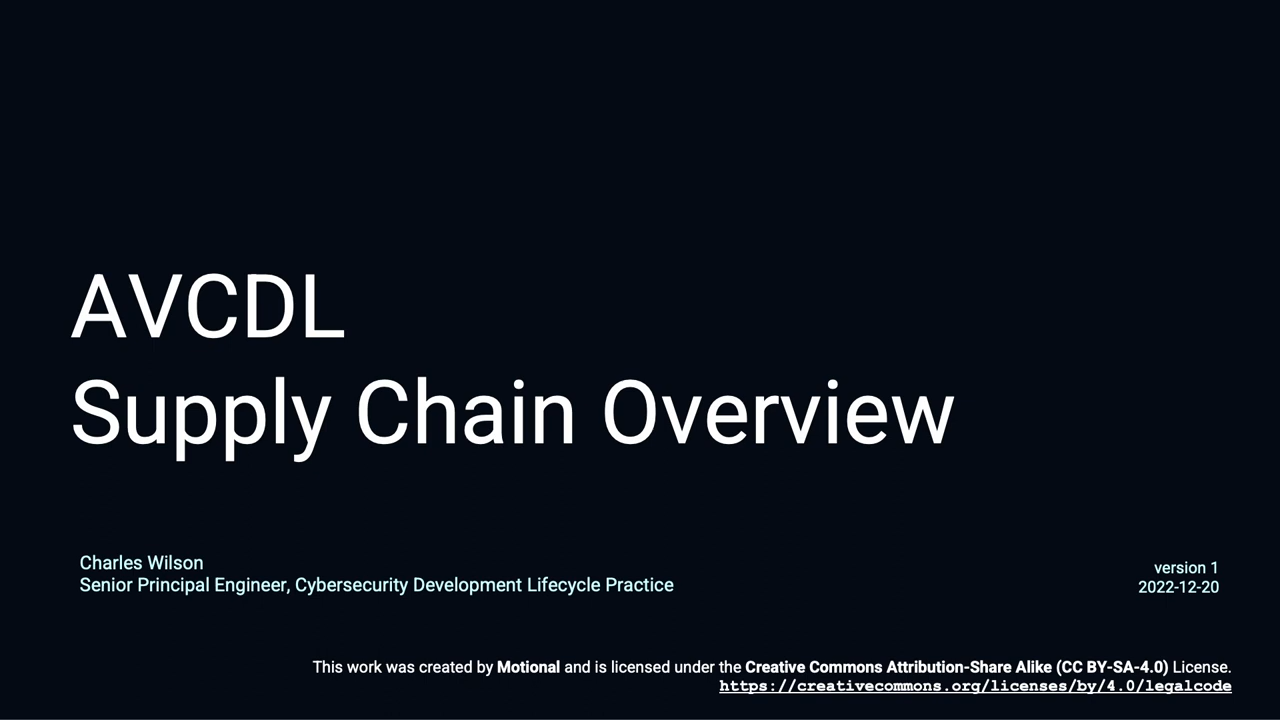 AVCDL
Supply Chain Overview
Charles Wilson
Senior Principal Engineer, Cybersecurity Development Lifecycle Practice
version 1
2022-12-20
This work was created by Motional and is licensed under the Creative Commons Attribution-Share Alike (CC BY-SA-4.0) License.
https://creativecommons.org/licenses/by/4.0/legalcode